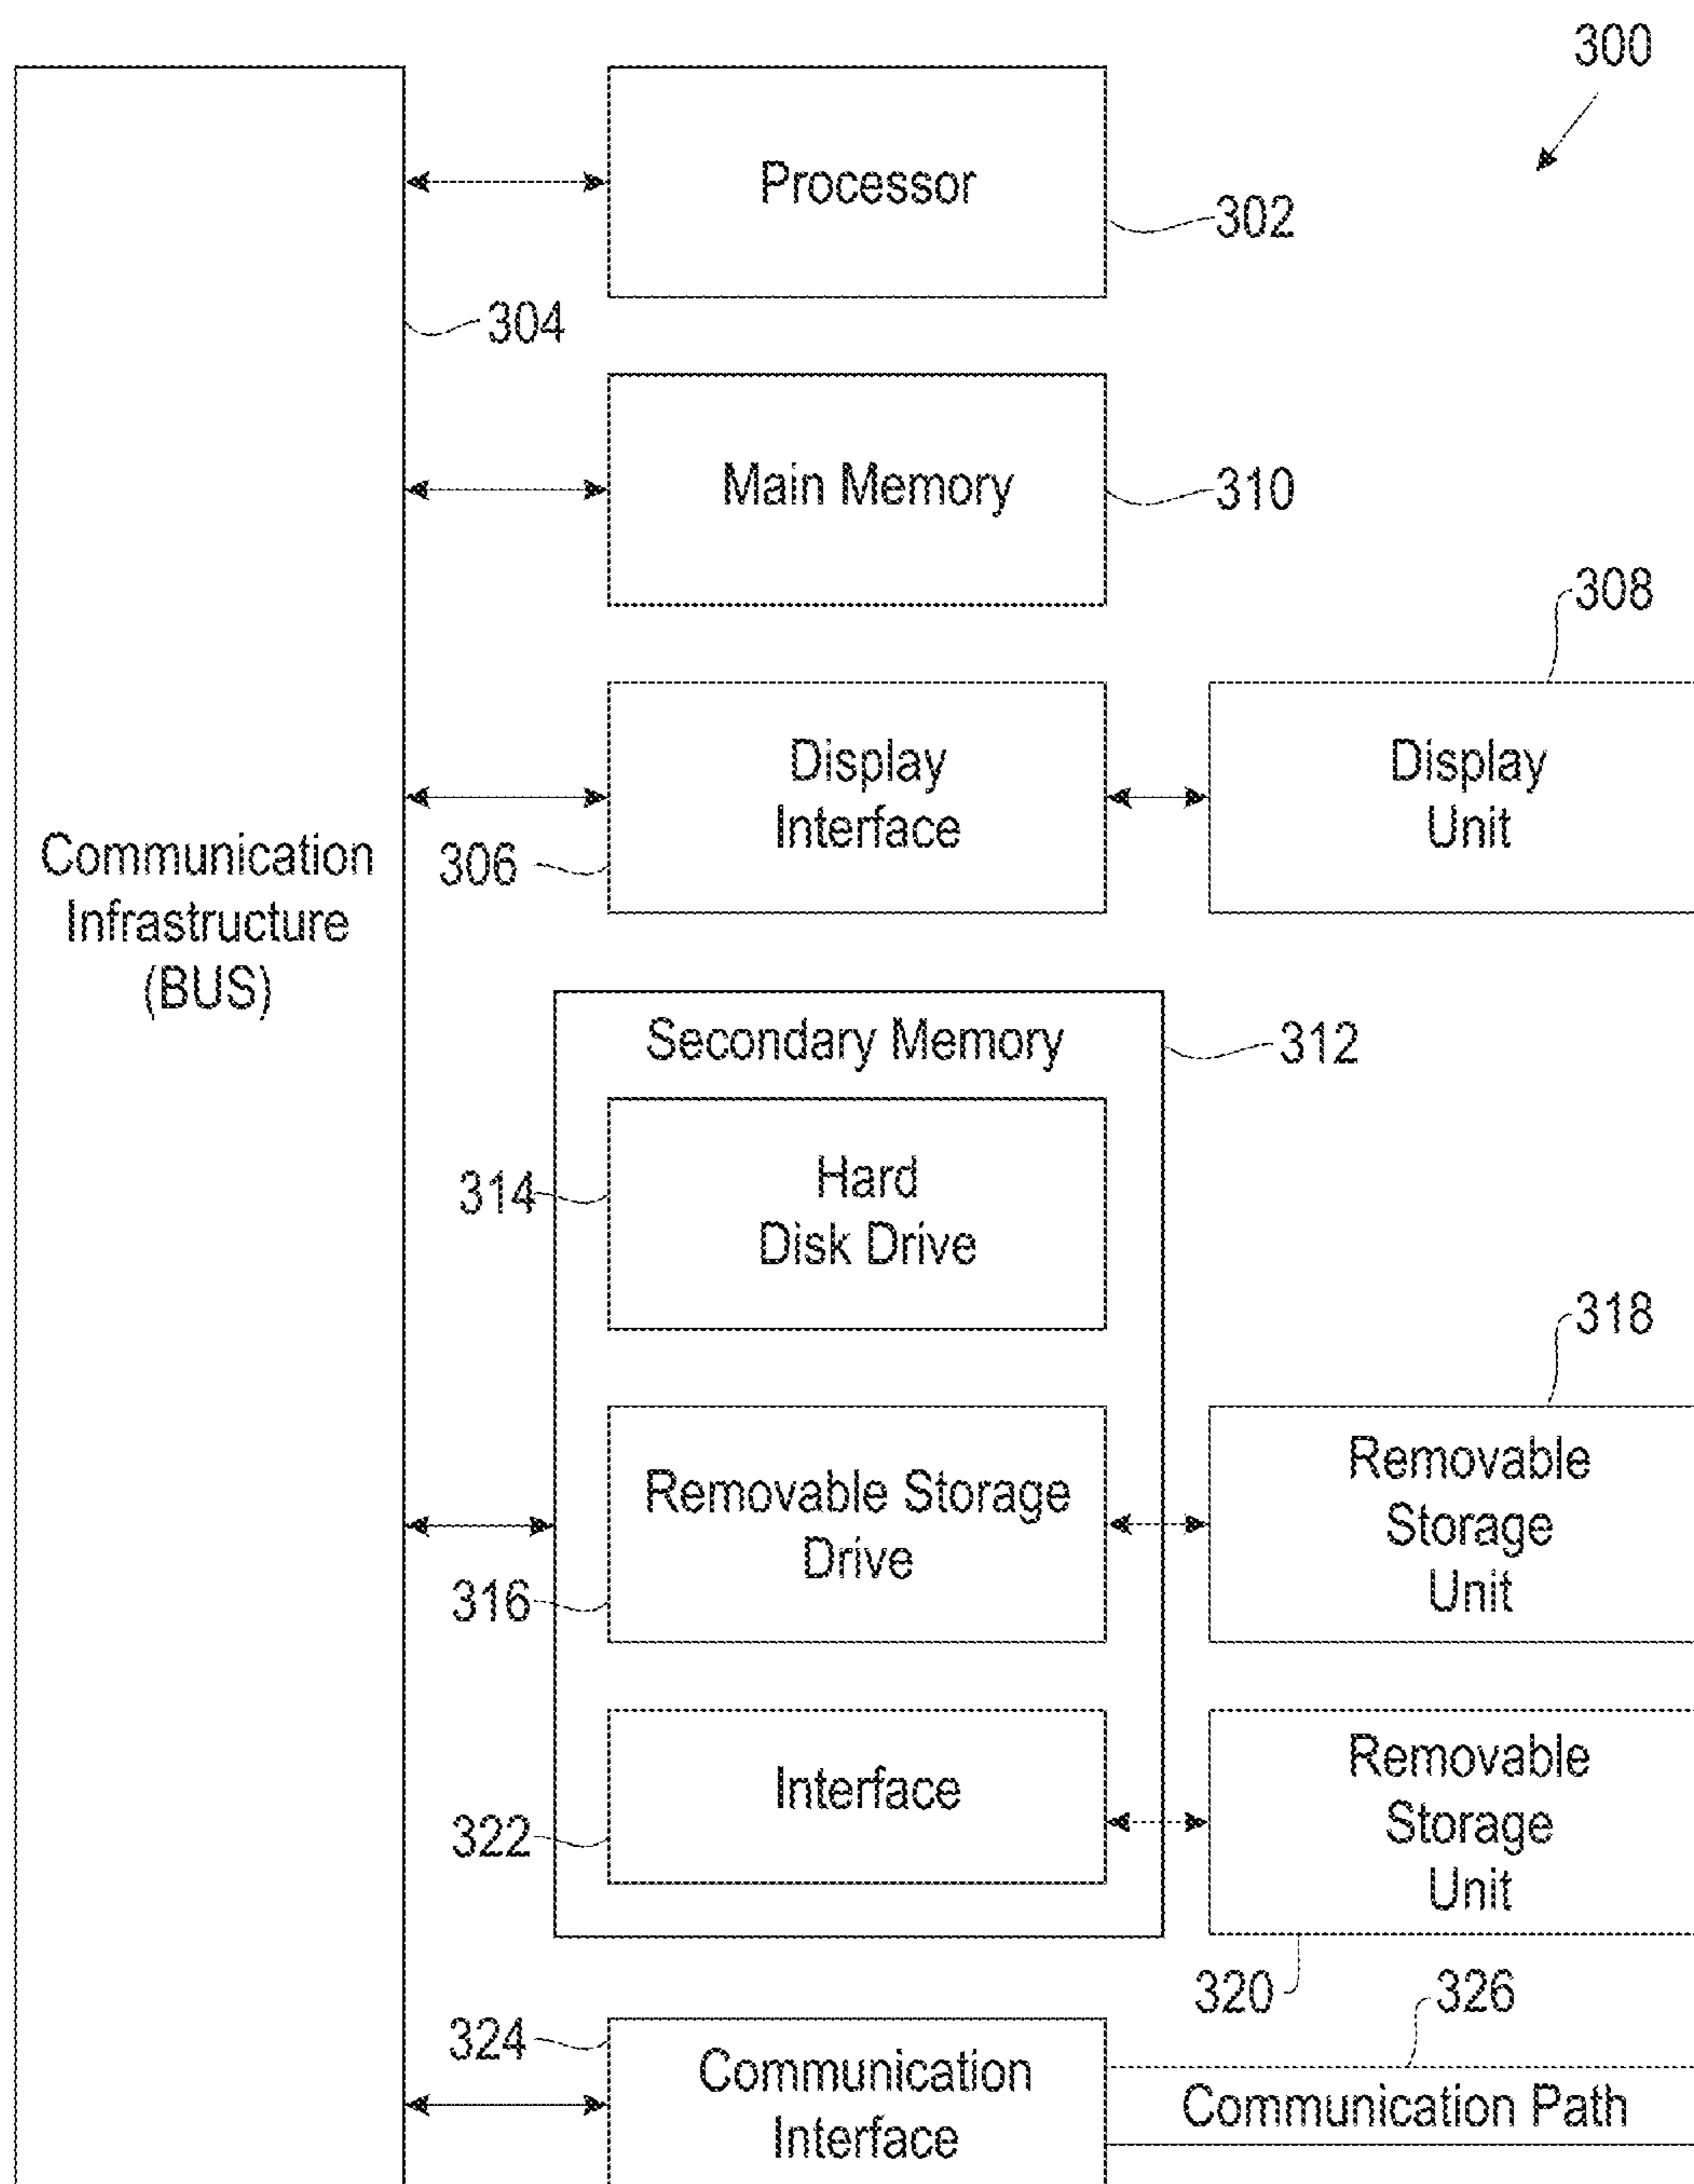 300
Processor
302
304
Main Memory
310
308
Display
Interface
Display
Unit
306
Communication
Infrastructure
(BUS)
Secondary Memory
312
314
Hard
Disk Drive
318
Removable Storage
Drive
316
Removable
Storage
Unit
Interface
322
Removable
Storage
Unit
320
326
324
Communication
Interface
Communication Path